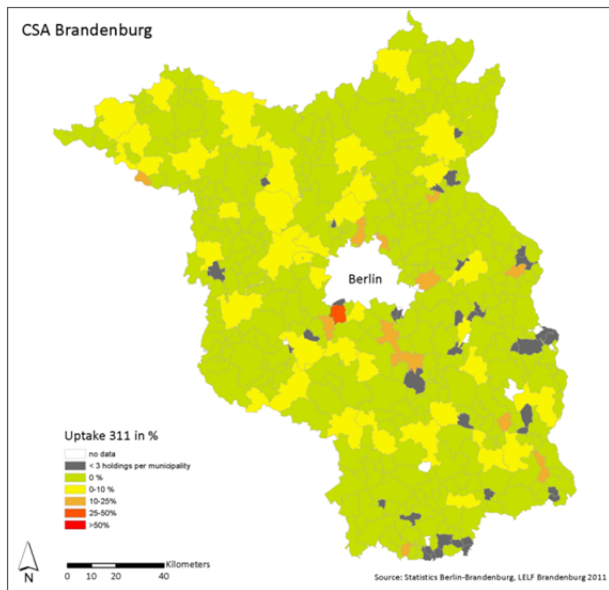 CSA Brandenburg
Berlin
Uptake 311 in %
no data
< 3 holdings per municipality
0 %
0-10 %
10-25%
25-50%
>50%
N
Kilometers
0 10 20 40
Source: Statistics Berlin-Brandenburg, LELF Brandenburg 2011